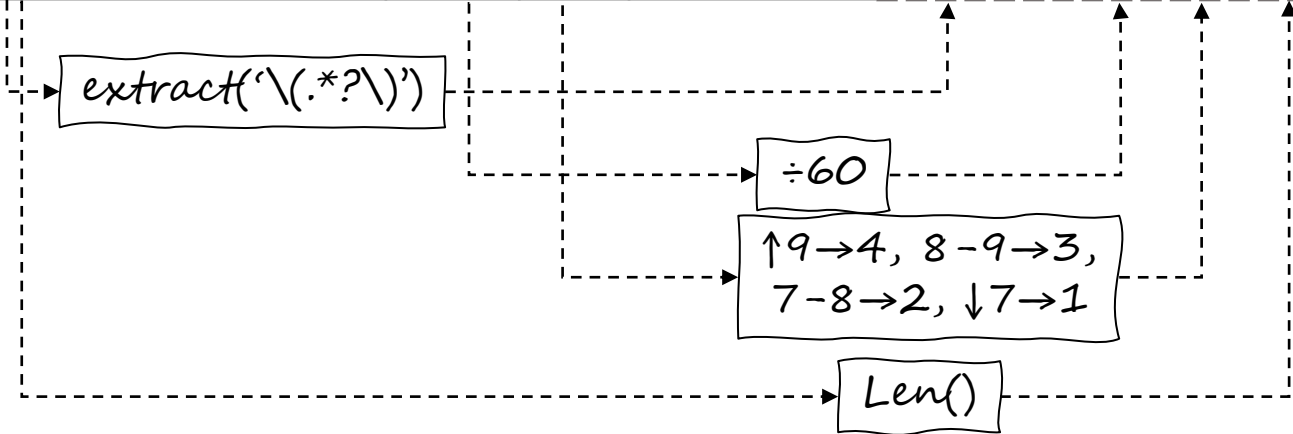 extract(‘\(.*?\)’)
÷60
↑9→4, 8-9→3,
7-8→2, ↓7→1
Len()